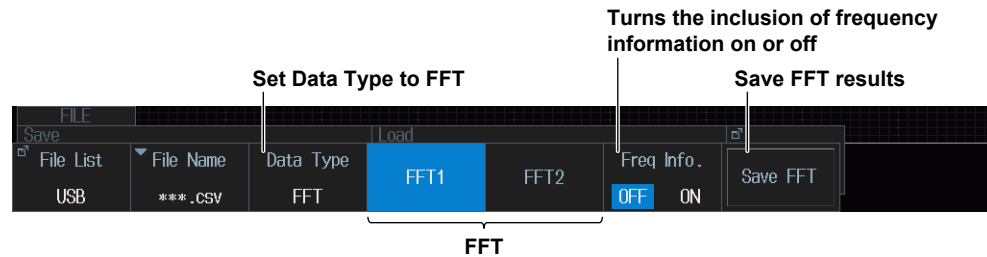 Turns the inclusion of frequency
information on or off
Set Data Type to FFT
Save FFT results
FILE
Save
Load
File List
File Name
Data Type
FFT1
FFT2
Freq Info.
Save FFT
USB
***.CSV
FFT
OFF
ON
FFT